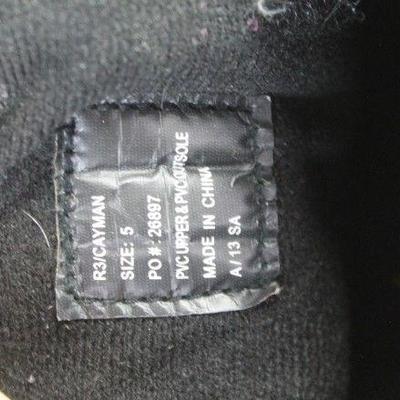 R3/CAYMAN
SIZE: 5
PO #: 26897
PVC UPPER & PVC OUTSOLE
MADE IN CHINA
A / 13 SA